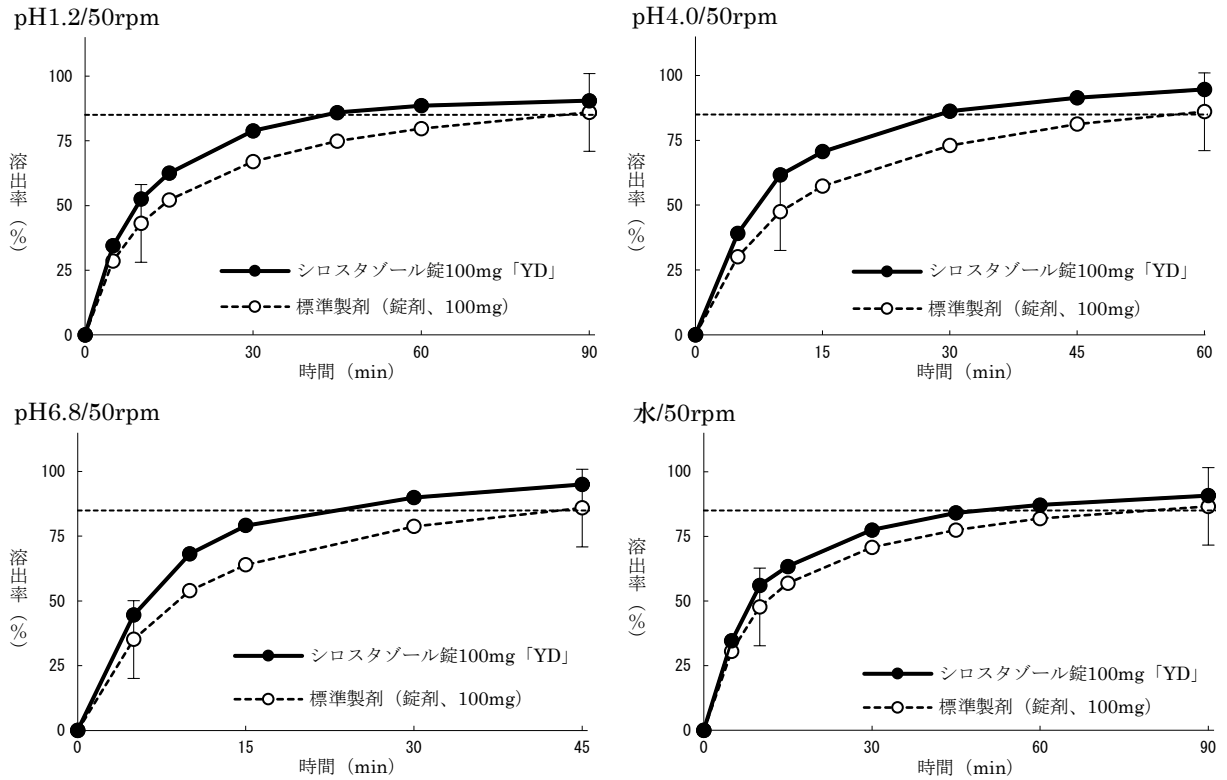 pH1.2/50rpm
100
75
50
25
0
溶出率(%)
シロスタゾール錠100mg「YD」
標準製剤（錠剤、100mg）
0 30 60 90
時間（min）
pH4.0/50rpm
100
75
50
25
0
溶出率(%)
シロスタゾール錠100mg「YD」
標準製剤（錠剤、100mg）
0 15 30 45 60
時間（min）
pH6.8/50rpm
100
75
50
25
0
溶出率(%)
シロスタゾール錠100mg「YD」
標準製剤（錠剤、100mg）
0 15 30 45
時間（min）
水/50rpm
100
75
50
25
0
溶出率(%)
シロスタゾール錠100mg「YD」
標準製剤（錠剤、100mg）
0 30 60 90
時間（min）